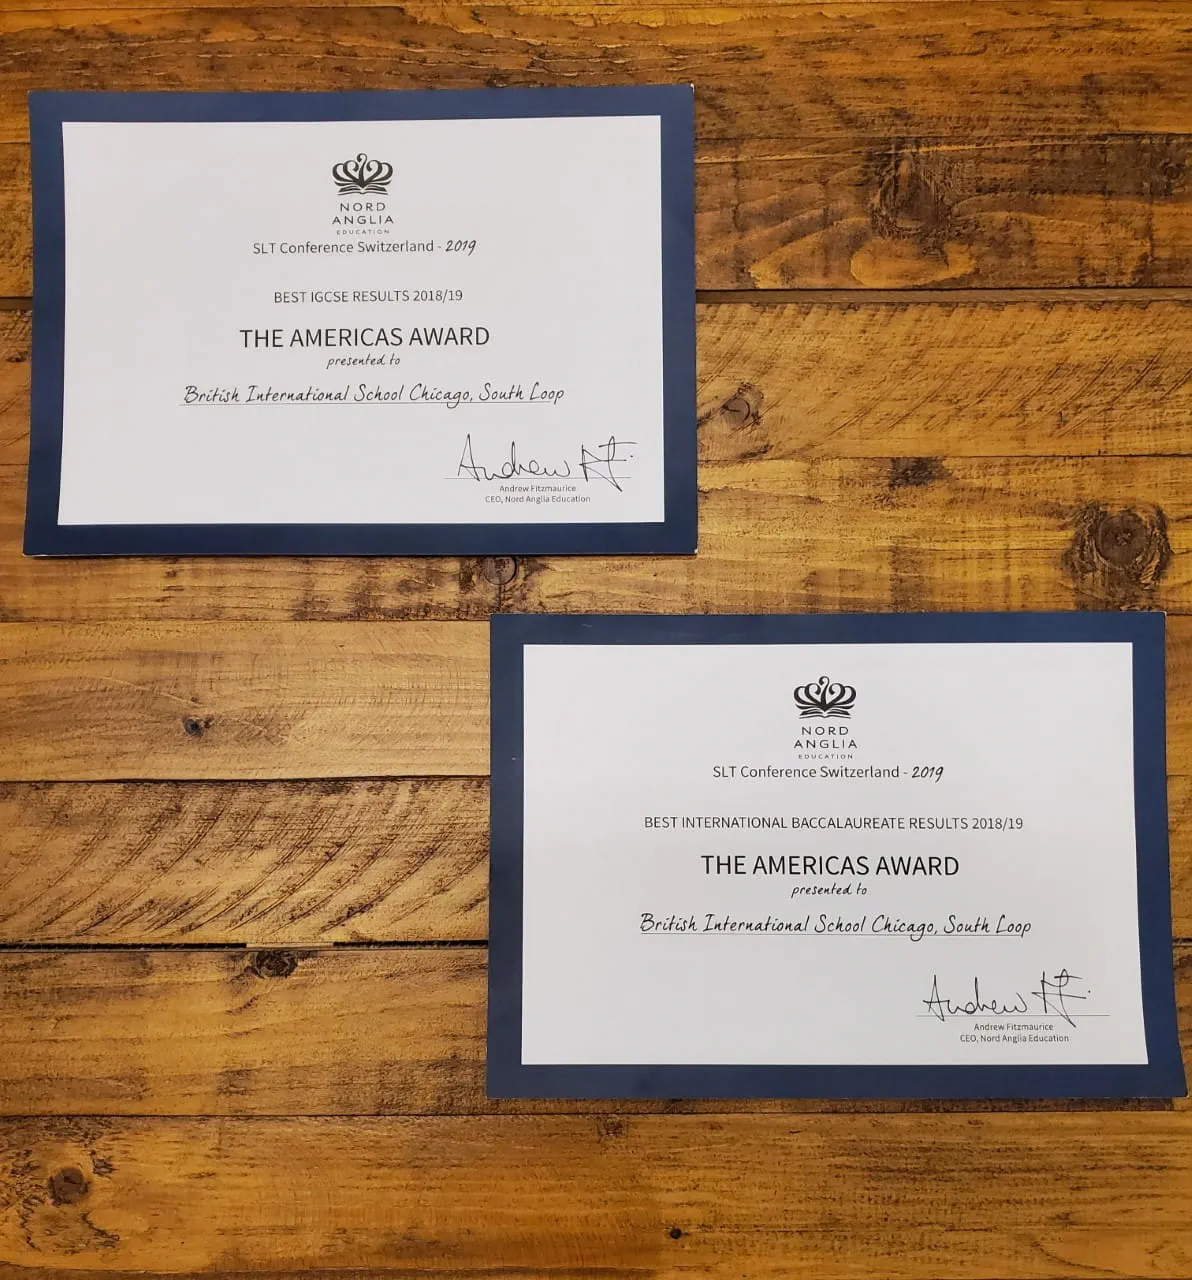 NORD
ANGLIA
EDUCATION
SLT Conference Switzerland - 2019
BEST IGCSE RESULTS 2018/19
THE AMERICAS AWARD
presented to
British International School Chicago, South Loop
Andrew F.
Andrew Fitzmaurice
CEO, Nord Anglia Education
NORD
ANGLIA
EDUCATION
SLT Conference Switzerland - 2019
BEST INTERNATIONAL BACCALAUREATE RESULTS 2018/19
THE AMERICAS AWARD
presented to
British International School Chicago, South Loop
Andrew F.
Andrew Fitzmaurice
CEO, Nord Anglia Education